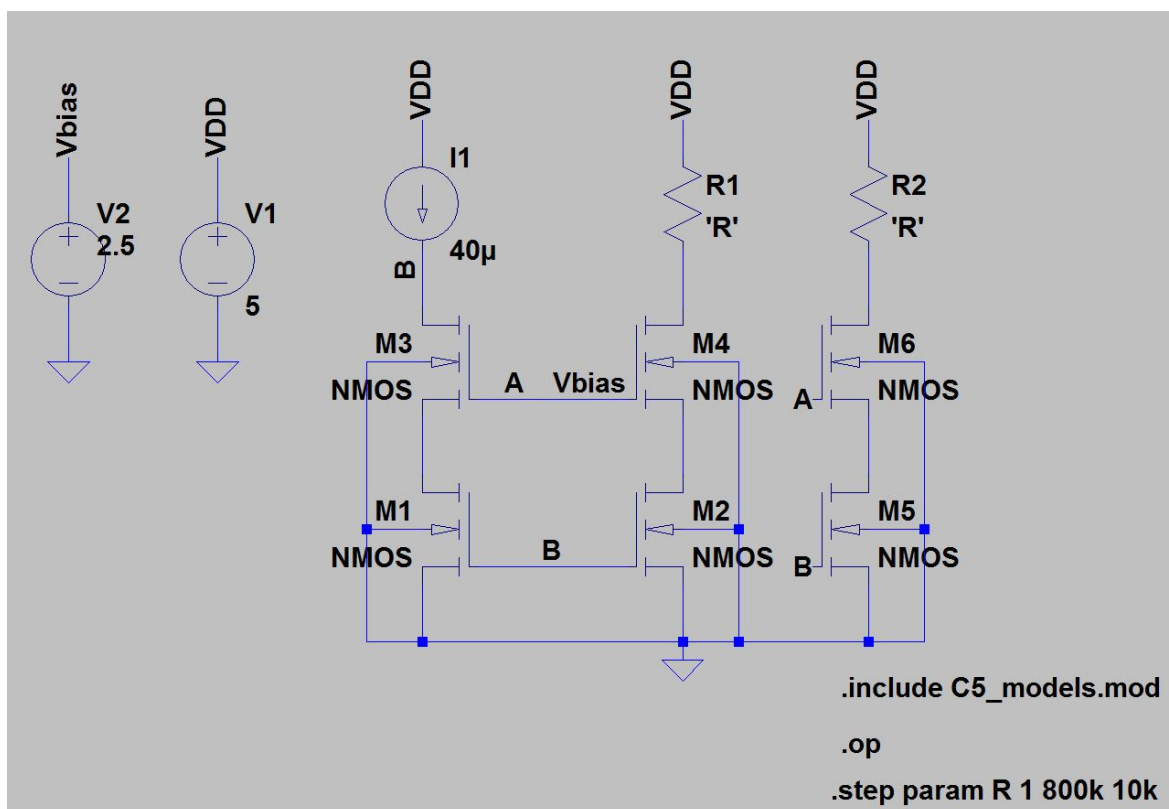 Vbias
V2
2.5
VDD
V1
5
VDD
I1
40µ
B
VDD
R1
'R'
VDD
R2
'R'
M3
NMOS
A
Vbias
M4
NMOS
A
M6
NMOS
M1
NMOS
B
M2
NMOS
B
M5
NMOS
.include C5_models.mod
.op
.step param R 1 800k 10k